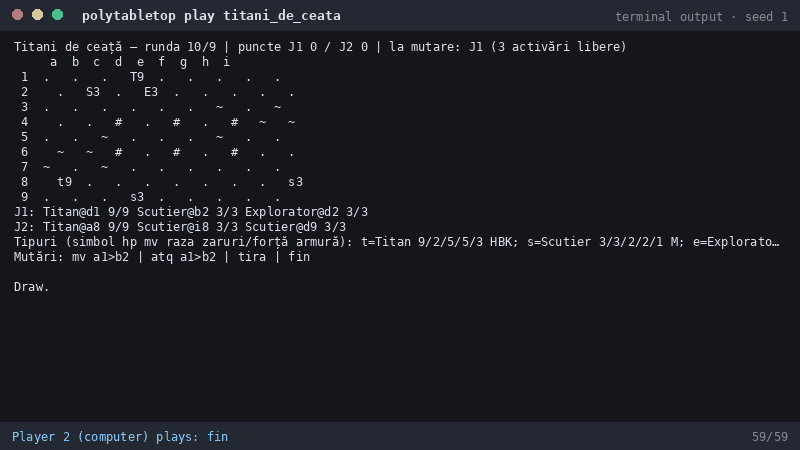 polytabletop play titani_de_ceata
terminal output · seed 1
Titani de ceață — runda 10/9 | puncte J1 0 / J2 0 | la mutare: J1 (3 activări libere)
a b c d e f g h i
1 . . . T9 . . . . .
2 . S3 . E3 . . . . .
3 . . . . . . ~ . ~
4 . . # . # . # ~ ~
5 . . ~ . . . ~ . .
6 ~ ~ # . # . # . .
7 ~ . ~ . . . . . .
8 t9 . . . . . . . s3
9 . . . s3 . . . . .
J1: Titan@d1 9/9 Scutier@b2 3/3 Explorator@d2 3/3
J2: Titan@a8 9/9 Scutier@i8 3/3 Scutier@d9 3/3
Tipuri (simbol hp mv raza zaruri/forță armură): t=Titan 9/2/5/5/3 HBK; s=Scutier 3/3/2/2/1 M; e=Explorato…
Mutări: mv a1>b2 | atq a1>b2 | tira | fin
Draw.
Player 2 (computer) plays: fin
59/59